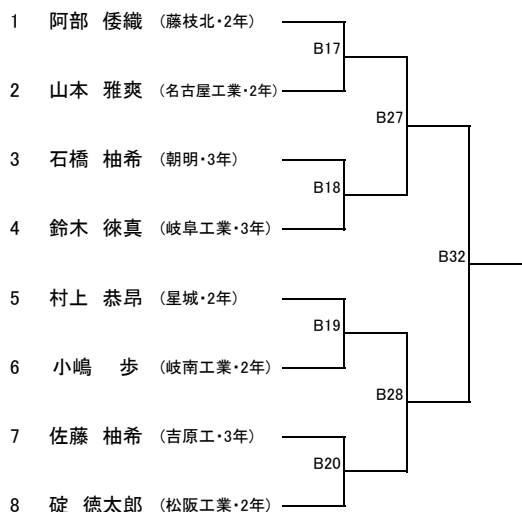 1 阿部 倭織 (藤枝北・2年)
B17
2 山本 雅爽 (名古屋工業・2年)
B27
3 石橋 柚希 (朝明・3年)
B18
4 鈴木 徠真 (岐阜工業・3年)
B32
5 村上 恭昂 (星城・2年)
B19
6 小嶋 歩 (岐南工業・2年)
B28
7 佐藤 柚希 (吉原工・3年)
B20
8 碇 徳太郎 (松阪工業・2年)